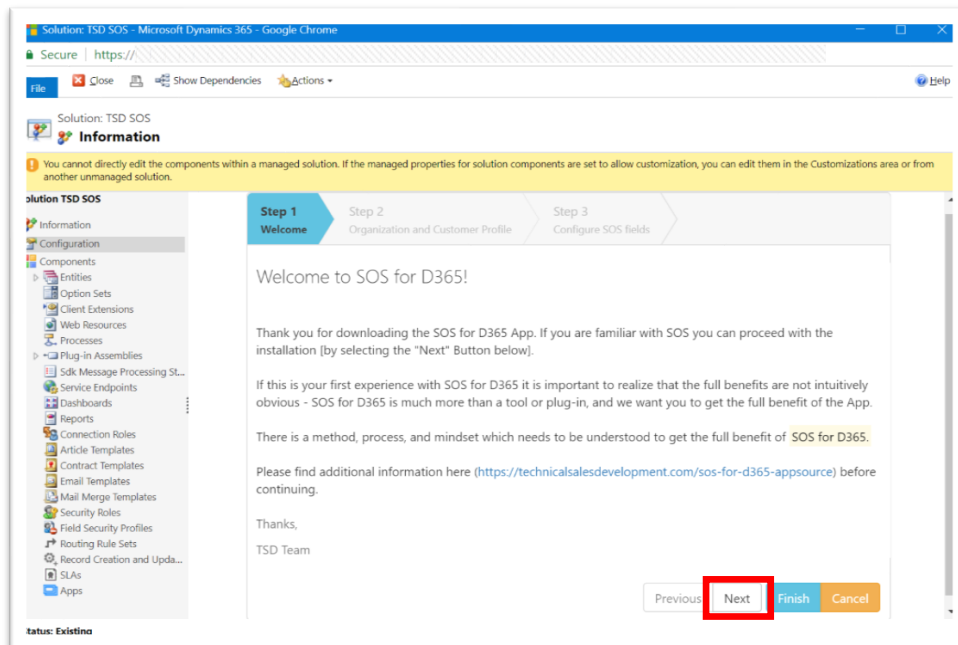 Solution: TSD SOS - Microsoft Dynamics 365 - Google Chrome
Secure | https://
File Close Show Dependencies Actions Help
Solution: TSD SOS
Information
You cannot directly edit the components within a managed solution. If the managed properties for solution components are set to allow customization, you can edit them in the Customizations area or from
another unmanaged solution.
olution TSD SOS
Information
Configuration
Components
Entities
Option Sets
Client Extensions
Web Resources
Processes
Plug-in Assemblies
Sdk Message Processing St...
Service Endpoints
Dashboards
Reports
Connection Roles
Article Templates
Contract Templates
Email Templates
Mail Merge Templates
Security Roles
Field Security Profiles
Routing Rule Sets
Record Creation and Upda...
SLAs
Apps
Step 1 Step 2 Step 3
Welcome Organization and Customer Profile Configure SOS fields
Welcome to SOS for D365!
Thank you for downloading the SOS for D365 App. If you are familiar with SOS you can proceed with the
installation [by selecting the "Next" Button below].
If this is your first experience with SOS for D365 it is important to realize that the full benefits are not intuitively
obvious - SOS for D365 is much more than a tool or plug-in, and we want you to get the full benefit of the App.
There is a method, process, and mindset which needs to be understood to get the full benefit of SOS for D365.
Please find additional information here (https://technicalsalesdevelopment.com/sos-for-d365-appsource) before
continuing.
Thanks,
TSD Team
Previous Next Finish Cancel
tatus: Existing